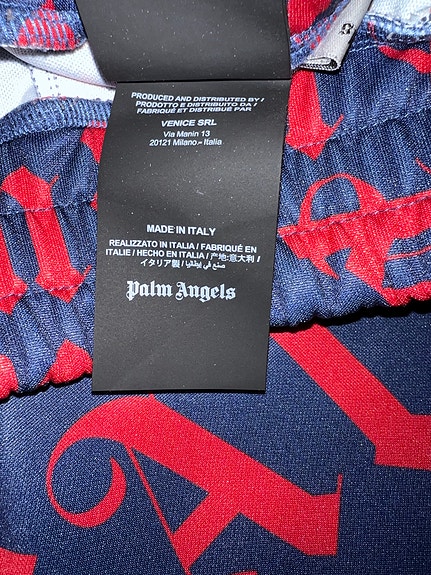 PRODUCED AND DISTRIBUTED BY /
PRODOTTO E DISTRIBUITO DA /
FABRIQUÉ ET DISTRIBUÉ PAR
VENICE SRL
Via Manin 13
20121 Milano - Italia
MADE IN ITALY
REALIZZATO IN ITALIA / FABRIQUÉ EN
ITALIE / HECHO EN ITALIA / 产地:意大利 /
イタリア製 / صنع في إيطاليا
Palm Angels